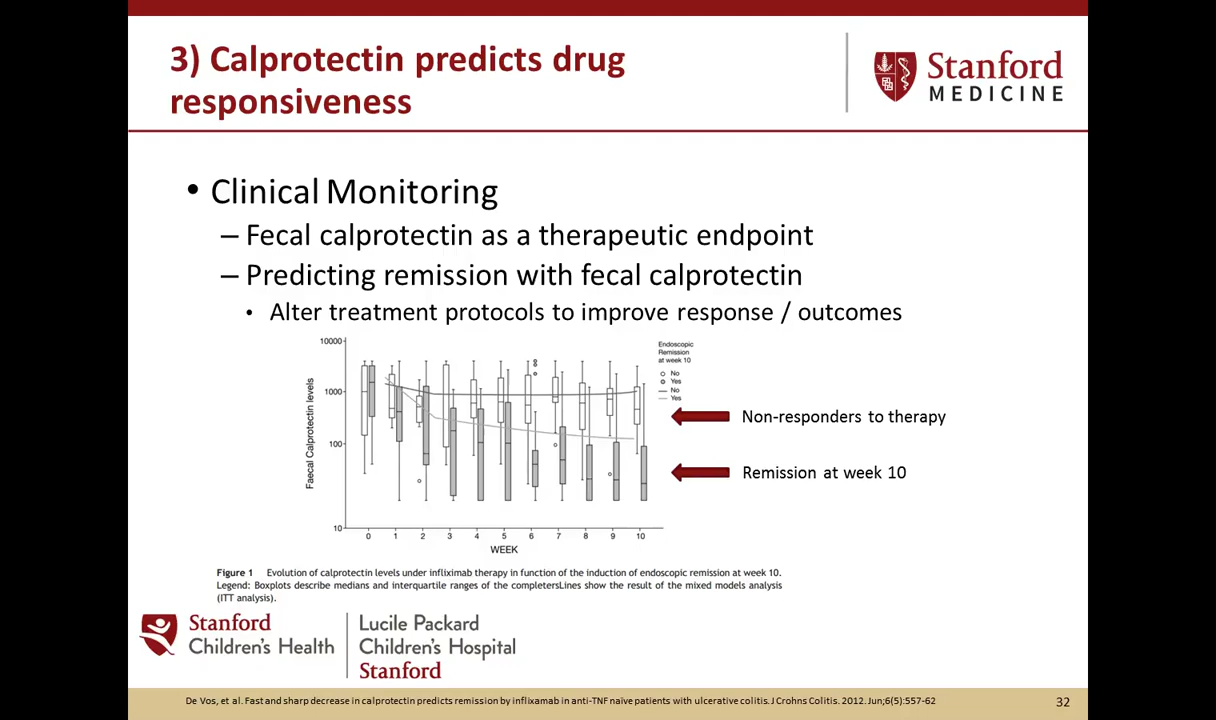 3) Calprotectin predicts drug
responsiveness
Stanford
MEDICINE
• Clinical Monitoring
– Fecal calprotectin as a therapeutic endpoint
– Predicting remission with fecal calprotectin
• Alter treatment protocols to improve response / outcomes
Faecal Calprotectin levels
10000
1000
100
10
0 1 2 3 4 5 6 7 8 9 10
WEEK
Endoscopic
Remission
at week 10
No
Yes
No
Yes
Non-responders to therapy
Remission at week 10
Figure 1 Evolution of calprotectin levels under infliximab therapy in function of the induction of endoscopic remission at week 10.
Legend: Boxplots describe medians and interquartile ranges of the completersLines show the result of the mixed models analysis
(ITT analysis).
Stanford
Children's Health
Lucile Packard
Children's Hospital
Stanford
De Vos, et al. Fast and sharp decrease in calprotectin predicts remission by inflixamab in anti-TNF naïve patients with ulcerative colitis. J Crohns Colitis. 2012. Jun;6(5):557-62
32